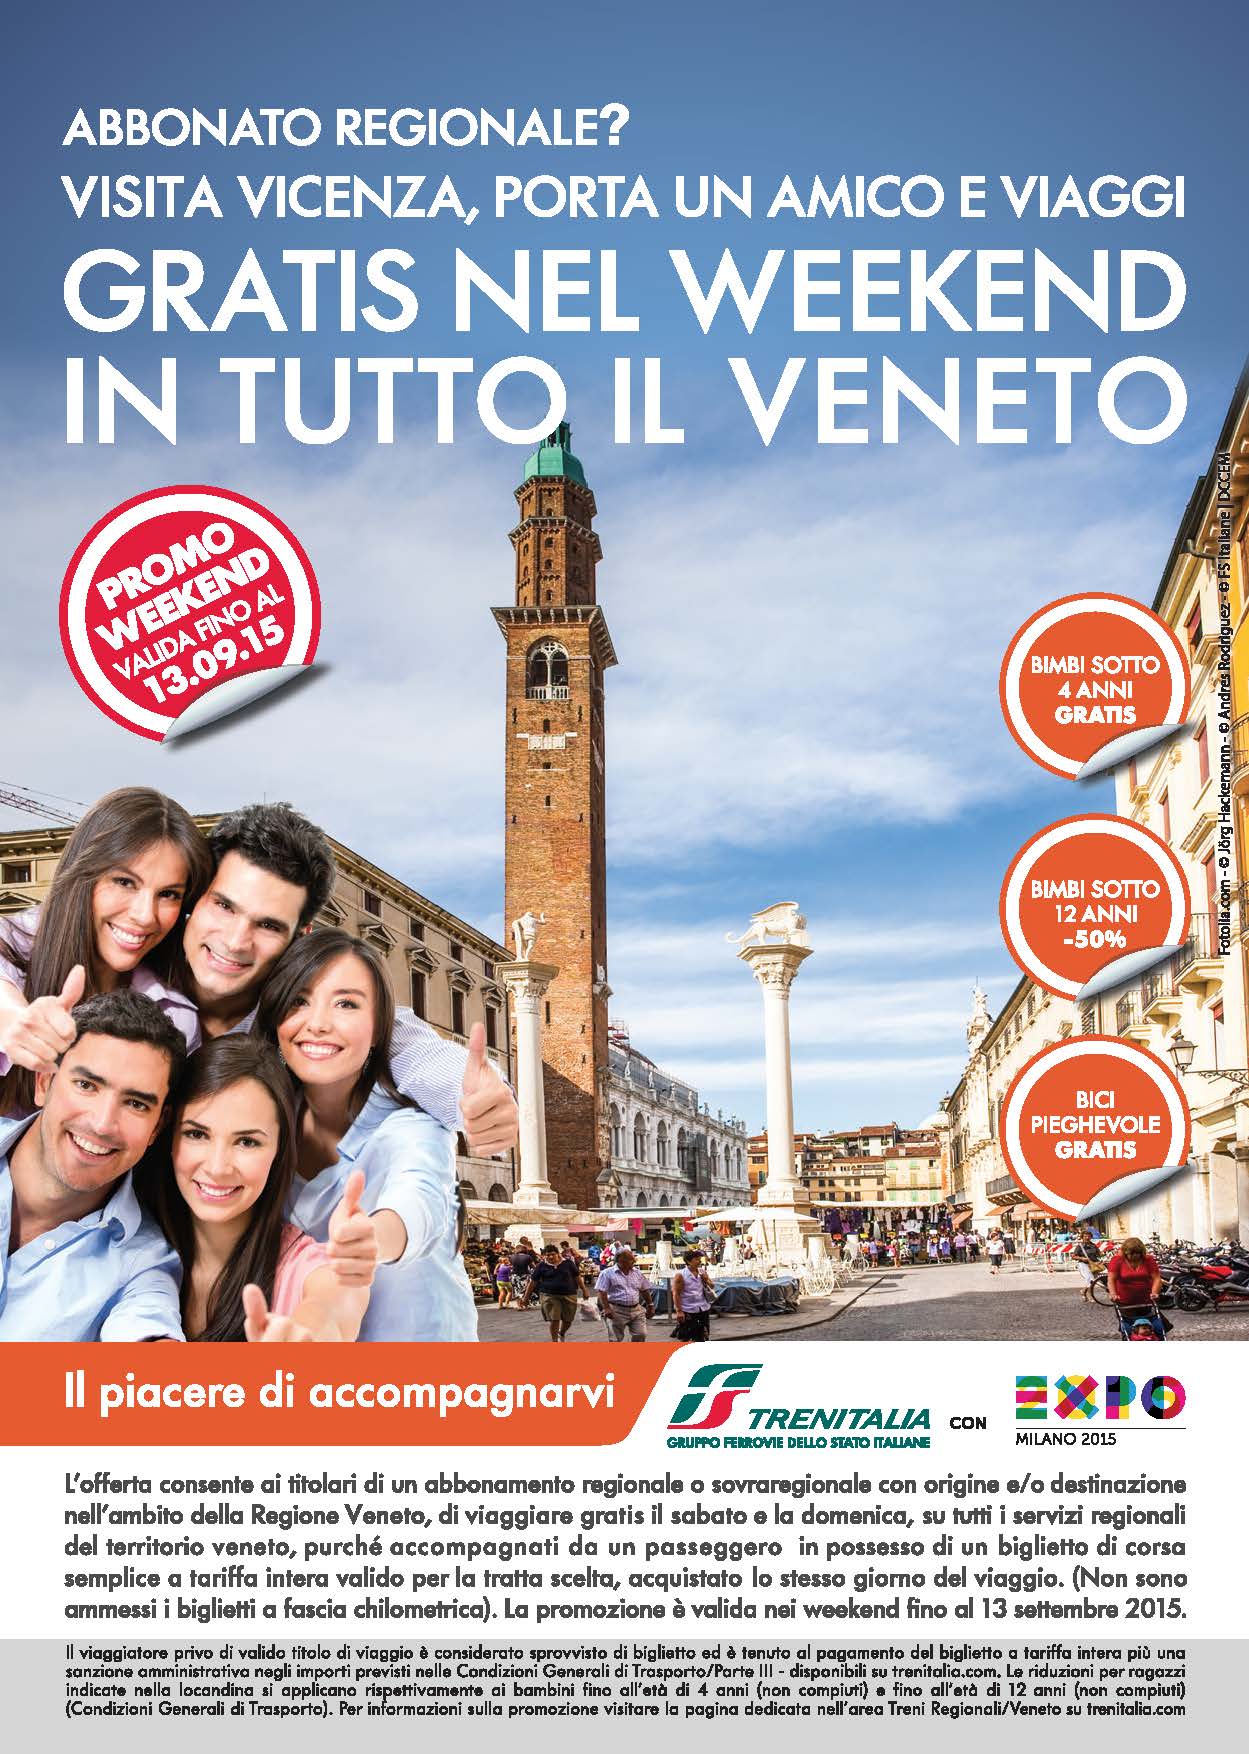 ABBONATO REGIONALE?
VISITA VICENZA, PORTA UN AMICO E VIAGGI
GRATIS NEL WEEKEND
IN TUTTO IL VENETO
PROMO
WEEKEND
VALIDA FINO AL
13.09.15
BIMBI SOTTO
4 ANNI
GRATIS
BIMBI SOTTO
12 ANNI
-50%
BICI
PIEGHEVOLE
GRATIS
Fotolia.com - © Jörg Hackemann - © Andres Rodriguez - © FS Italiane | DCCEM
Il piacere di accompagnarvi
TRENITALIA
GRUPPO FERROVIE DELLO STATO ITALIANE
CON
EXPO
MILANO 2015
L'offerta consente ai titolari di un abbonamento regionale o sovraregionale con origine e/o destinazione
nell'ambito della Regione Veneto, di viaggiare gratis il sabato e la domenica, su tutti i servizi regionali
del territorio veneto, purché accompagnati da un passeggero in possesso di un biglietto di corsa
semplice a tariffa intera valido per la tratta scelta, acquistato lo stesso giorno del viaggio. (Non sono
ammessi i biglietti a fascia chilometrica). La promozione è valida nei weekend fino al 13 settembre 2015.
Il viaggiatore privo di valido titolo di viaggio è considerato sprovvisto di biglietto ed è tenuto al pagamento del biglietto a tariffa intera più una
sanzione amministrativa negli importi previsti nelle Condizioni Generali di Trasporto/Parte III - disponibili su trenitalia.com. Le riduzioni per ragazzi
indicate nella locandina si applicano rispettivamente ai bambini fino all'età di 4 anni (non compiuti) e fino all'età di 12 anni (non compiuti)
(Condizioni Generali di Trasporto). Per informazioni sulla promozione visitare la pagina dedicata nell'area Treni Regionali/Veneto su trenitalia.com